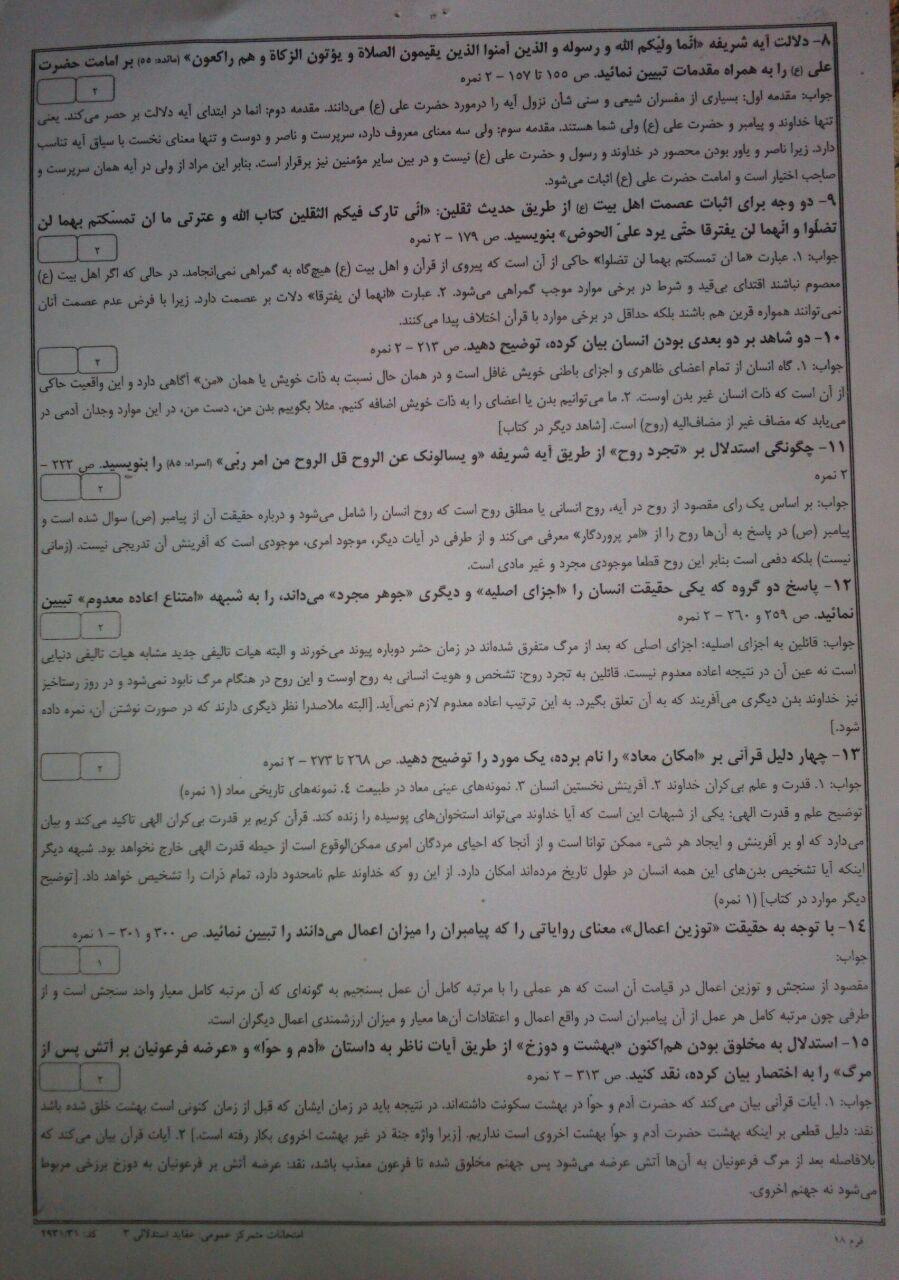 ۸- دلالت آیه شریفه «انّما ولیّکم الله و رسوله و الذین آمنوا الذین یقیمون الصلاة و یؤتون الزکاة و هم راکعون» (مائده: ۵۵) بر امامت حضرت
علی (ع) را به همراه مقدمات تبیین نمائید. ص ۱۵۵ تا ۱۵۷ - ۲ نمره
۲
جواب: مقدمه اول: بسیاری از مفسران شیعی و سنی شأن نزول آیه را درمورد حضرت علی (ع) می‌دانند. مقدمه دوم: انما در ابتدای آیه دلالت بر حصر می‌کند. یعنی
تنها خداوند و پیامبر و حضرت علی (ع) ولی شما هستند. مقدمه سوم: ولی سه معنای معروف دارد، سرپرست و ناصر و دوست و تنها معنای نخست با سیاق آیه تناسب
دارد. زیرا ناصر و یاور بودن محصور در خداوند و رسول و حضرت علی (ع) نیست و در بین سایر مؤمنین نیز برقرار است. بنابر این مراد از ولی در آیه همان سرپرست و
صاحب اختیار است و امامت حضرت علی (ع) اثبات می‌شود.
۹- دو وجه برای اثبات عصمت اهل بیت (ع) از طریق حدیث ثقلین: «انّی تارک فیکم الثقلین کتاب الله و عترتی ما ان تمسکتم بهما لن
تضلّوا و انّهما لن یفترقا حتّی یرد علیّ الحوض» بنویسید. ص ۱۷۹ - ۲ نمره
۲
جواب: ۱. عبارت «ما ان تمسکتم بهما لن تضلوا» حاکی از آن است که پیروی از قرآن و اهل بیت (ع) هیچ‌گاه به گمراهی نمی‌انجامد. در حالی که اگر اهل بیت (ع)
معصوم نباشند اقتدای بی‌قید و شرط در برخی موارد موجب گمراهی می‌شود. ۲. عبارت «انهما لن یفترقا» دلات بر عصمت دارد. زیرا با فرض عدم عصمت آنان
نمی‌توانند همواره قرین هم باشند بلکه حداقل در برخی موارد با قرآن اختلاف پیدا می‌کنند.
۱۰- دو شاهد بر دو بعدی بودن انسان بیان کرده، توضیح دهید. ص ۲۱۳ - ۲ نمره
۲
جواب: ۱. گاه انسان از تمام اعضای ظاهری و اجزای باطنی خویش غافل است و در همان حال نسبت به ذات خویش یا همان «من» آگاهی دارد و این واقعیت حاکی
از آن است که ذات انسان غیر بدن اوست. ۲. ما می‌توانیم بدن یا اعضای را به ذات خویش اضافه کنیم. مثلا بگوییم بدن من، دست من، در این موارد وجدان آدمی در
می‌یابد که مضاف غیر از مضاف‌الیه (روح) است. [شاهد دیگر در کتاب]
۱۱- چگونگی استدلال بر «تجرد روح» از طریق آیه شریفه «و یسالونک عن الروح قل الروح من امر ربّی» (اسراء: ۸۵) را بنویسید. ص ۲۲۲ -
۲ نمره
۲
جواب: بر اساس یک رای مقصود از روح در آیه، روح انسانی یا مطلق روح است که روح انسان را شامل می‌شود و درباره حقیقت آن از پیامبر (ص) سوال شده است و
پیامبر (ص) در پاسخ به آن‌ها روح را از «امر پروردگار» معرفی می‌کند و از طرفی در آیات دیگر، موجود امری، موجودی است که آفرینش آن تدریجی نیست. (زمانی
نیست) بلکه دفعی است بنابر این روح قطعا موجودی مجرد و غیر مادی است.
۱۲- پاسخ دو گروه که یکی حقیقت انسان را «اجزای اصلیه» و دیگری «جوهر مجرد» می‌داند، را به شبهه «امتناع اعاده معدوم» تبیین
نمائید. ص ۲۵۹ و ۲۶۰ - ۲ نمره
۲
جواب: قائلین به اجزای اصلیه: اجزای اصلی که بعد از مرگ متفرق شده‌اند در زمان حشر دوباره پیوند می‌خورند و البته هیات تالیفی جدید مشابه هیات تالیفی دنیایی
است نه عین آن در نتیجه اعاده معدوم نیست. قائلین به تجرد روح: تشخص و هویت انسانی به روح اوست و این روح در هنگام مرگ نابود نمی‌شود و در روز رستاخیز
نیز خداوند بدن دیگری می‌آفریند که به آن تعلق بگیرد. به این ترتیب اعاده معدوم لازم نمی‌آید. [البته ملاصدرا نظر دیگری دارند که در صورت نوشتن آن، نمره داده
شود.]
۱۳- چهار دلیل قرآنی بر «امکان معاد» را نام برده، یک مورد را توضیح دهید. ص ۲۶۸ تا ۲۷۳ - ۲ نمره
۲
جواب: ۱. قدرت و علم بی‌کران خداوند ۲. آفرینش نخستین انسان ۳. نمونه‌های عینی معاد در طبیعت ۴. نمونه‌های تاریخی معاد (۱ نمره)
توضیح علم و قدرت الهی: یکی از شبهات این است که آیا خداوند می‌تواند استخوان‌های پوسیده را زنده کند. قرآن کریم بر قدرت بی‌کران الهی تاکید می‌کند و بیان
می‌دارد که او بر آفرینش و ایجاد هر شیء ممکن توانا است و از آنجا که احیای مردگان امری ممکن‌الوقوع است از حیطه قدرت الهی خارج نخواهد بود. شبهه دیگر
اینکه آیا تشخیص بدن‌های این همه انسان در طول تاریخ مرده‌اند امکان دارد. از این رو که خداوند علم نامحدود دارد، تمام ذرات را تشخیص خواهد داد. [توضیح
دیگر موارد در کتاب] (۱ نمره)
۱۴- با توجه به حقیقت «توزین اعمال»، معنای روایاتی را که پیامبران را میزان اعمال می‌دانند را تبیین نمائید. ص ۳۰۰ و ۳۰۱ - ۱ نمره
۱
جواب:
مقصود از سنجش و توزین اعمال در قیامت آن است که هر عملی را با مرتبه کامل آن عمل بسنجیم به گونه‌ای که آن مرتبه کامل معیار واحد سنجش است و از
طرفی چون مرتبه کامل هر عمل از آن پیامبران است در واقع اعمال و اعتقادات آن‌ها معیار و میزان ارزشمندی اعمال دیگران است.
۱۵- استدلال به مخلوق بودن هم‌اکنون «بهشت و دوزخ» از طریق آیات ناظر به داستان «آدم و حوّا» و «عرضه فرعونیان بر آتش پس از
مرگ» را به اختصار بیان کرده، نقد کنید. ص ۳۱۳ - ۲ نمره
۲
جواب: ۱. آیات قرآنی بیان می‌کند که حضرت آدم و حوّا در بهشت سکونت داشته‌اند. در نتیجه باید در زمان ایشان که قبل از زمان کنونی است بهشت خلق شده باشد
نقد: دلیل قطعی بر اینکه بهشت حضرت آدم و حوّا بهشت اخروی است نداریم. [زیرا واژه جنة در غیر بهشت اخروی بکار رفته است.] ۲. آیات قرآن بیان می‌کند که
بلافاصله بعد از مرگ فرعونیان به آن‌ها آتش عرضه می‌شود پس جهنم مخلوق شده تا فرعون معذب باشد، نقد: عرضه آتش بر فرعونیان به دوزخ برزخی مربوط
می‌شود نه جهنم اخروی.
فرم ۱۸
امتحانات متمرکز عمومی: عقاید استدلالی ۳
کد: ۲۹۳۱/۳۱